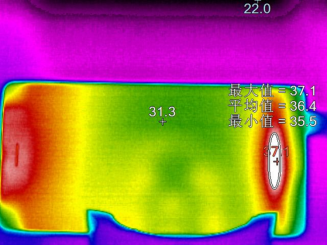 22.0
最大值 = 37.1
平均值 = 36.4
31.3
最小值 = 35.5